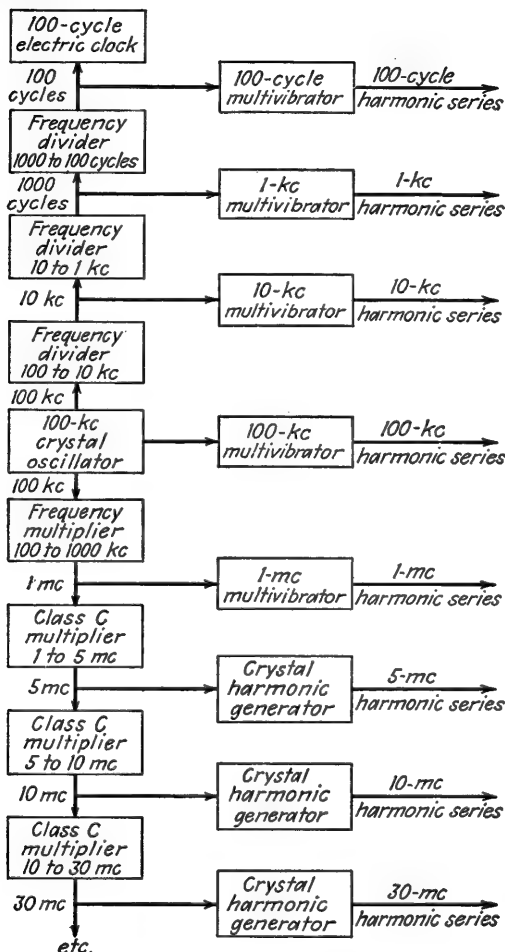 100-cycle
electric clock
100
cycles
100-cycle
multivibrator
100-cycle
harmonic series
Frequency
divider
1000 to 100 cycles
1000
cycles
1-kc
multivibrator
1-kc
harmonic series
Frequency
divider
10 to 1 kc
10 kc
10-kc
multivibrator
10-kc
harmonic series
Frequency
divider
100 to 10 kc
100 kc
100-kc
crystal
oscillator
100-kc
multivibrator
100-kc
harmonic series
100 kc
Frequency
multiplier
100 to 1000 kc
1 mc
1-mc
multivibrator
1-mc
harmonic series
Class C
multiplier
1 to 5 mc
5 mc
Crystal
harmonic
generator
5-mc
harmonic series
Class C
multiplier
5 to 10 mc
10 mc
Crystal
harmonic
generator
10-mc
harmonic series
Class C
multiplier
10 to 30 mc
30 mc
Crystal
harmonic
generator
30-mc
harmonic series
etc.